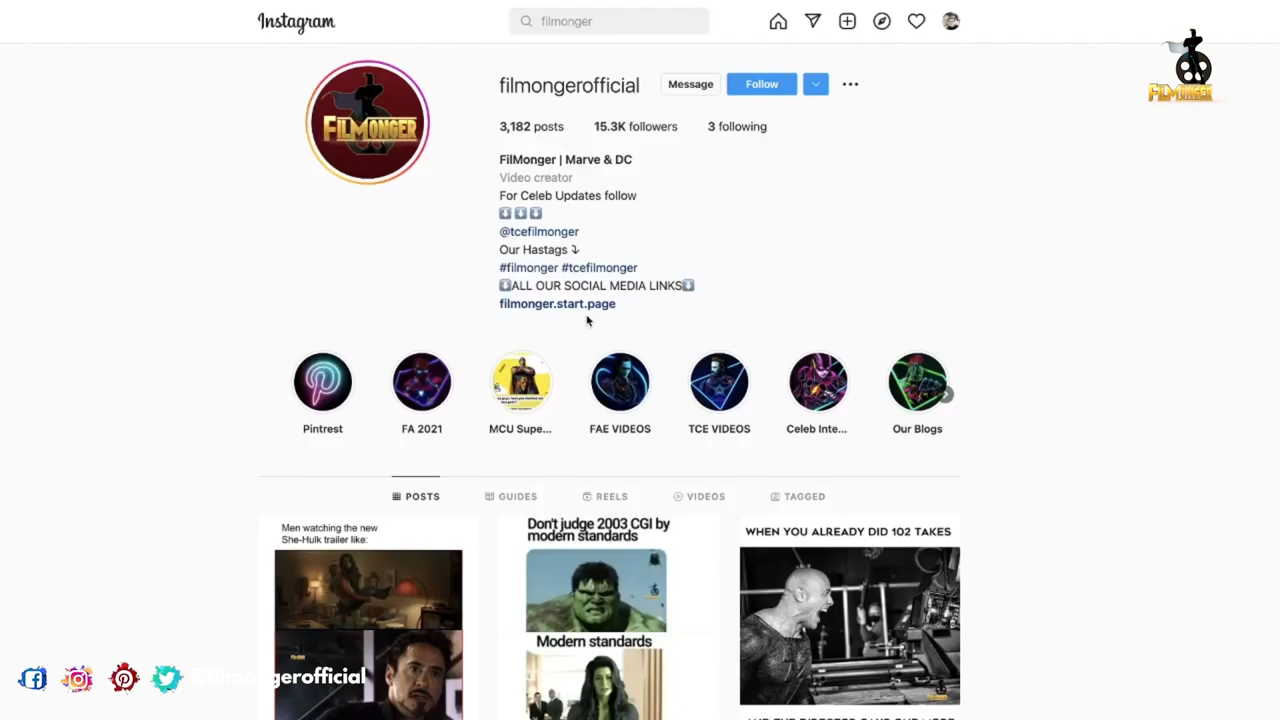 Instagram
filmonger
FILMONGER
filmongerofficial
Message
Follow
3,182 posts
15.3K followers
3 following
FILMONGER
FilMonger | Marve & DC
Video creator
For Celeb Updates follow
@tcefilmonger
Our Hastags ⤵
#filmonger #tcefilmonger
ALL OUR SOCIAL MEDIA LINKS
filmonger.start.page
Pintrest
FA 2021
MCU Supe...
FAE VIDEOS
TCE VIDEOS
Celeb Inte...
Our Blogs
POSTS
GUIDES
REELS
VIDEOS
TAGGED
Men watching the new
She-Hulk trailer like:
Don't judge 2003 CGI by
modern standards
Modern standards
WHEN YOU ALREADY DID 102 TAKES
FILMONGER
@filmongerofficial